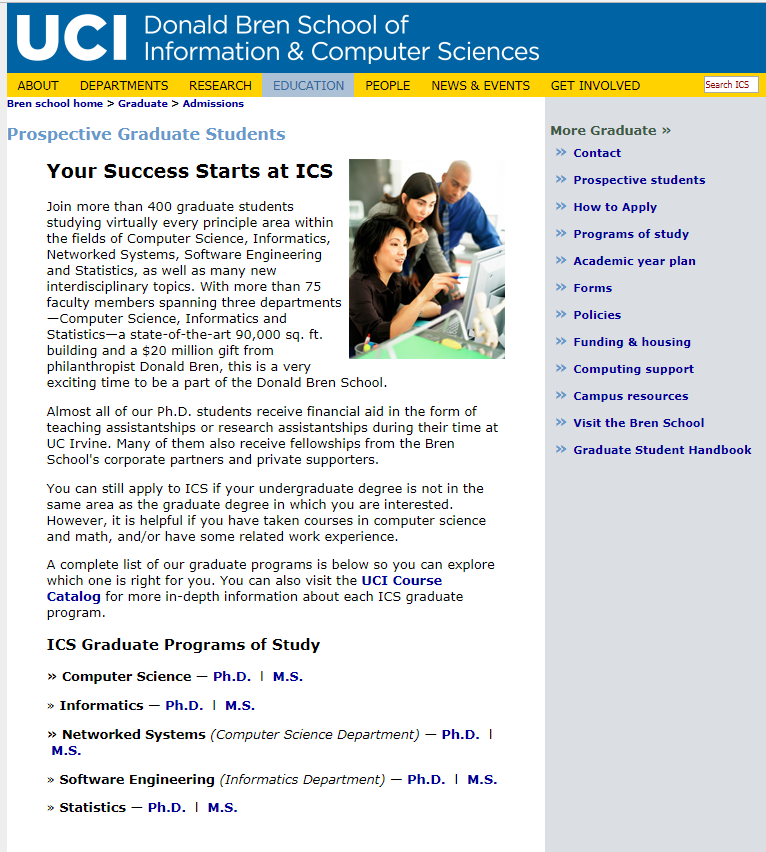 UCI Donald Bren School of
Information & Computer Sciences
ABOUT DEPARTMENTS RESEARCH EDUCATION PEOPLE NEWS & EVENTS GET INVOLVED Search ICS
Bren school home > Graduate > Admissions
Prospective Graduate Students
Your Success Starts at ICS
Join more than 400 graduate students
studying virtually every principle area within
the fields of Computer Science, Informatics,
Networked Systems, Software Engineering
and Statistics, as well as many new
interdisciplinary topics. With more than 75
faculty members spanning three departments
—Computer Science, Informatics and
Statistics—a state-of-the-art 90,000 sq. ft.
building and a $20 million gift from
philanthropist Donald Bren, this is a very
exciting time to be a part of the Donald Bren School.
Almost all of our Ph.D. students receive financial aid in the form of
teaching assistantships or research assistantships during their time at
UC Irvine. Many of them also receive fellowships from the Bren
School's corporate partners and private supporters.
You can still apply to ICS if your undergraduate degree is not in the
same area as the graduate degree in which you are interested.
However, it is helpful if you have taken courses in computer science
and math, and/or have some related work experience.
A complete list of our graduate programs is below so you can explore
which one is right for you. You can also visit the UCI Course
Catalog for more in-depth information about each ICS graduate
program.
ICS Graduate Programs of Study
» Computer Science — Ph.D. | M.S.
» Informatics — Ph.D. | M.S.
» Networked Systems (Computer Science Department) — Ph.D. |
M.S.
» Software Engineering (Informatics Department) — Ph.D. | M.S.
» Statistics — Ph.D. | M.S.
More Graduate »
» Contact
» Prospective students
» How to Apply
» Programs of study
» Academic year plan
» Forms
» Policies
» Funding & housing
» Computing support
» Campus resources
» Visit the Bren School
» Graduate Student Handbook